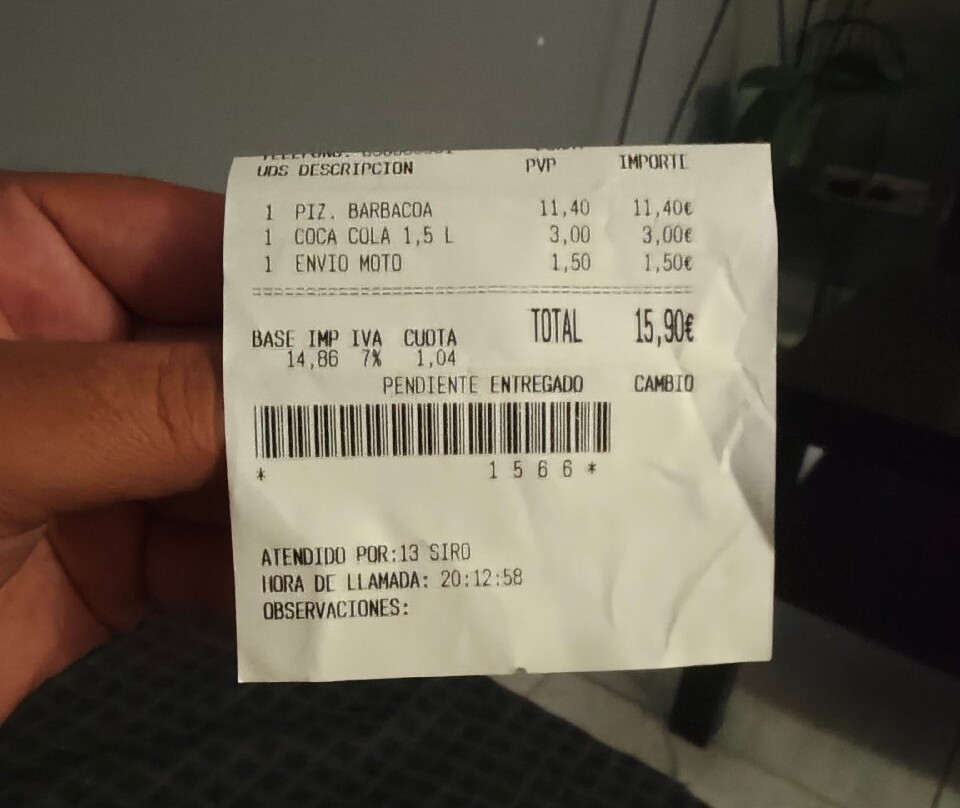 UDS DESCRIPCION PVP IMPORTE
1 PIZ. BARBACOA 11,40 11,40€
1 COCA COLA 1,5 L 3,00 3,00€
1 ENVIO MOTO 1,50 1,50€
TOTAL 15,90€
BASE IMP IVA CUOTA
14,86 7% 1,04
PENDIENTE ENTREGADO CAMBIO
* 1566*
ATENDIDO POR:13 SIRO
HORA DE LLAMADA: 20:12:58
OBSERVACIONES: